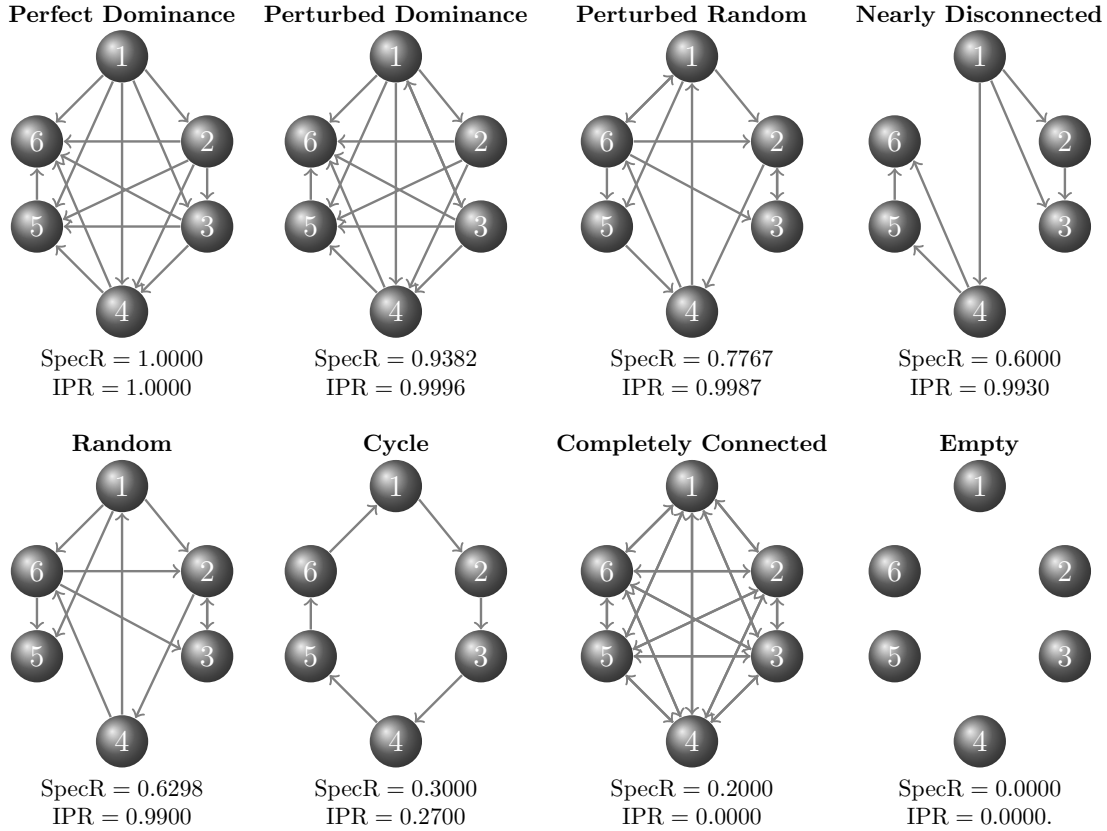 Perfect Dominance
1
6
2
5
3
4
SpecR = 1.0000
IPR = 1.0000
Perturbed Dominance
1
6
2
5
3
4
SpecR = 0.9382
IPR = 0.9996
Perturbed Random
1
6
2
5
3
4
SpecR = 0.7767
IPR = 0.9987
Nearly Disconnected
1
6
2
5
3
4
SpecR = 0.6000
IPR = 0.9930
Random
1
6
2
5
3
4
SpecR = 0.6298
IPR = 0.9900
Cycle
1
6
2
5
3
4
SpecR = 0.3000
IPR = 0.2700
Completely Connected
1
6
2
5
3
4
SpecR = 0.2000
IPR = 0.0000
Empty
1
6
2
5
3
4
SpecR = 0.0000
IPR = 0.0000.